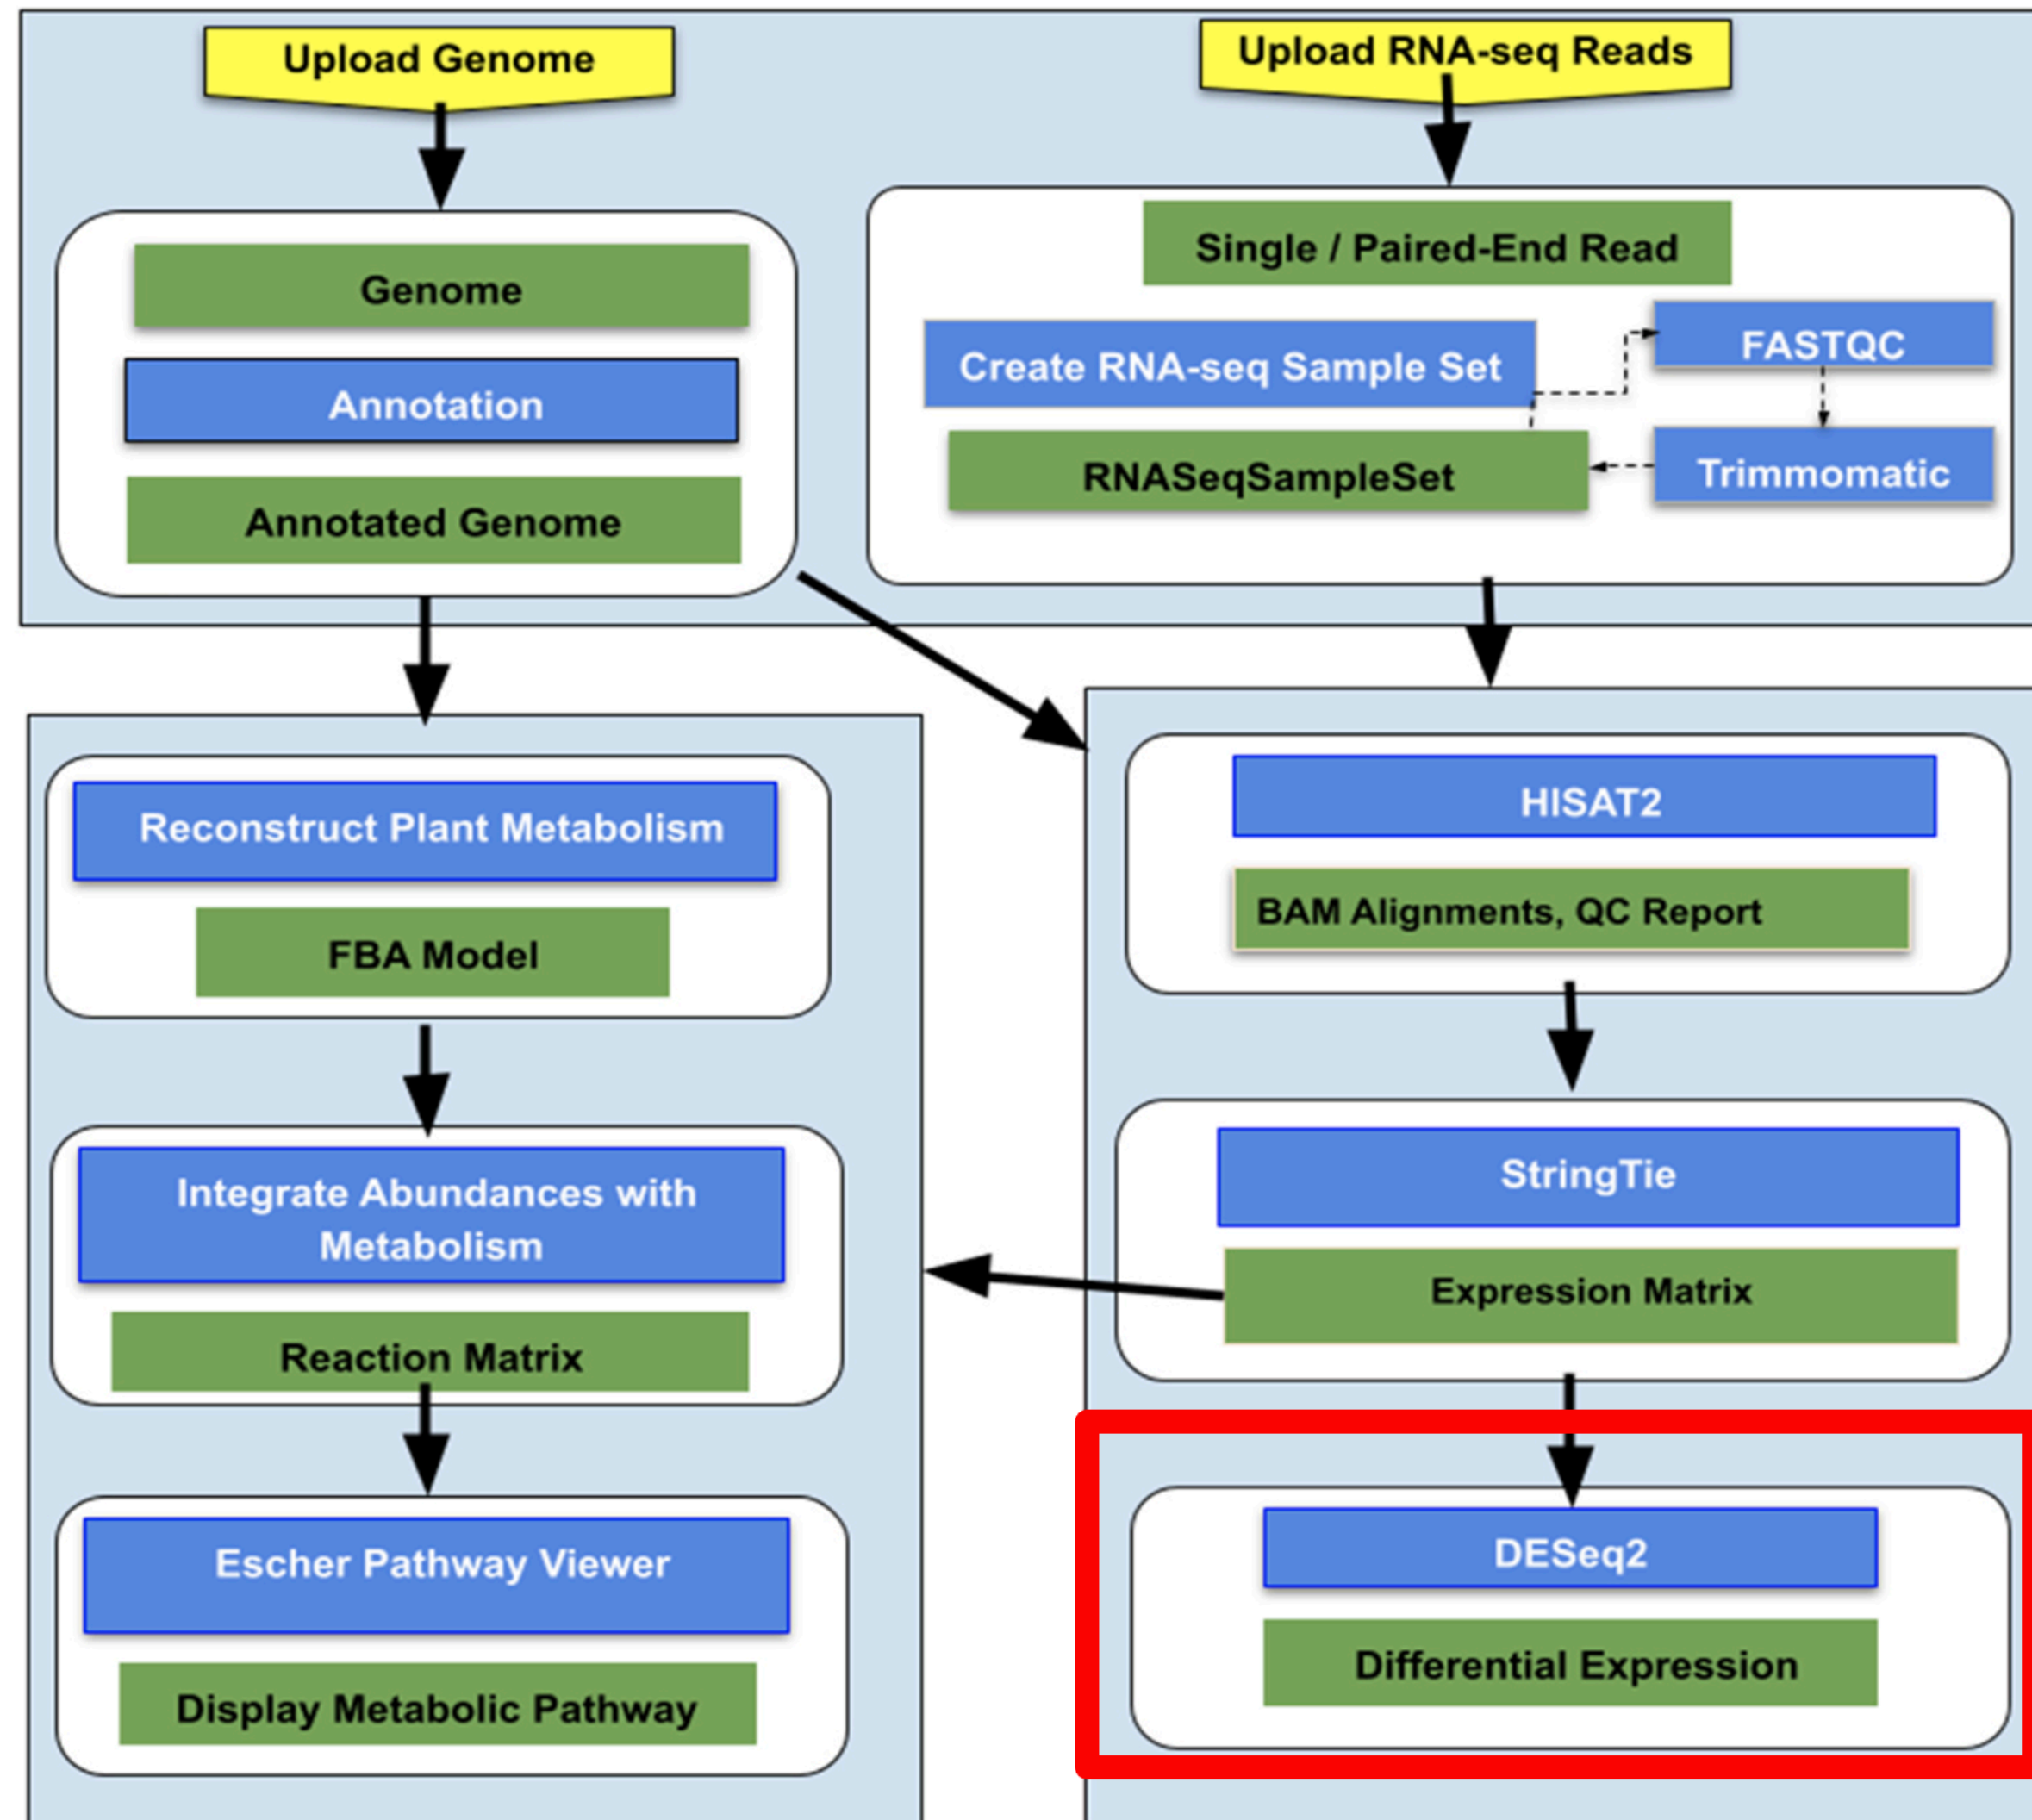 Upload Genome
Upload RNA-seq Reads
Genome
Annotation
Annotated Genome
Single / Paired-End Read
Create RNA-seq Sample Set
FASTQC
RNASeqSampleSet
Trimmomatic
Reconstruct Plant Metabolism
FBA Model
Integrate Abundances with
Metabolism
Reaction Matrix
Escher Pathway Viewer
Display Metabolic Pathway
HISAT2
BAM Alignments, QC Report
StringTie
Expression Matrix
DESeq2
Differential Expression